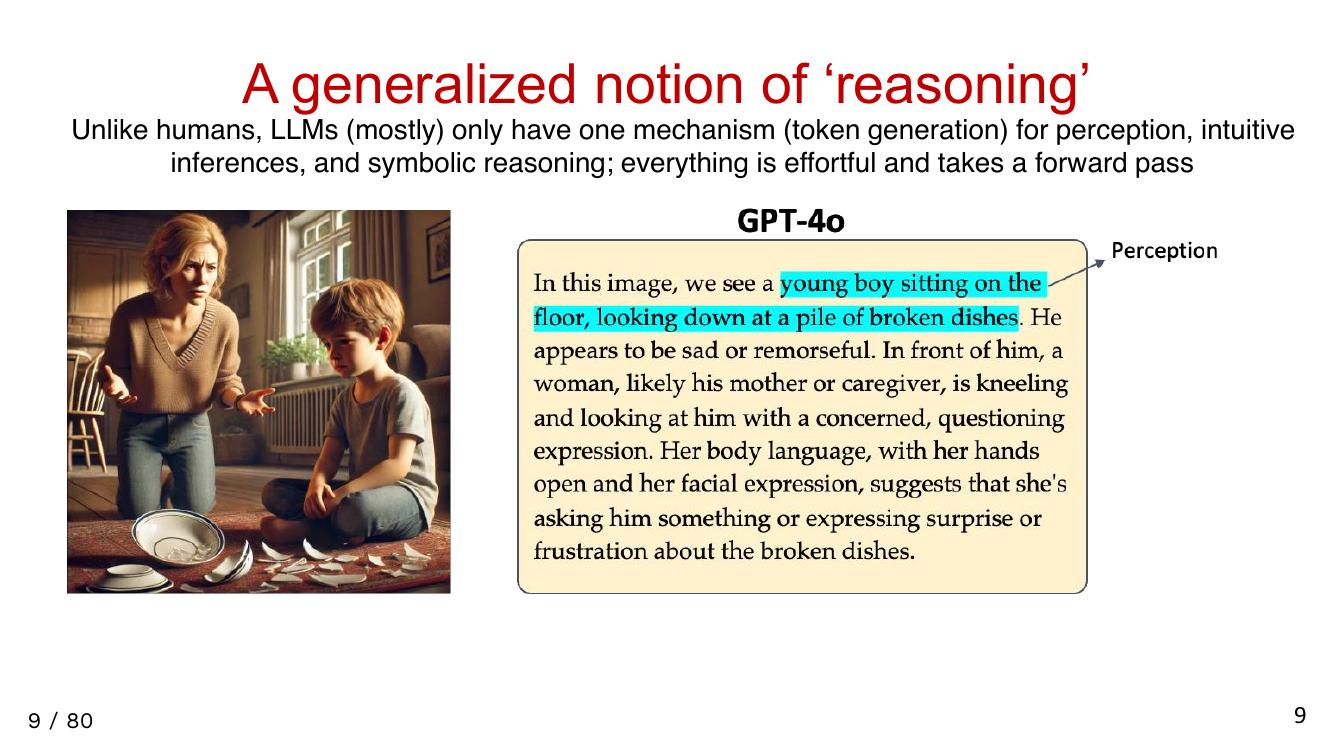 A generalized notion of ‘reasoning’
Unlike humans, LLMs (mostly) only have one mechanism (token generation) for perception, intuitive
inferences, and symbolic reasoning; everything is effortful and takes a forward pass
GPT-4o
Perception
In this image, we see a young boy sitting on the
floor, looking down at a pile of broken dishes. He
appears to be sad or remorseful. In front of him, a
woman, likely his mother or caregiver, is kneeling
and looking at him with a concerned, questioning
expression. Her body language, with her hands
open and her facial expression, suggests that she's
asking him something or expressing surprise or
frustration about the broken dishes.
9 / 80
9